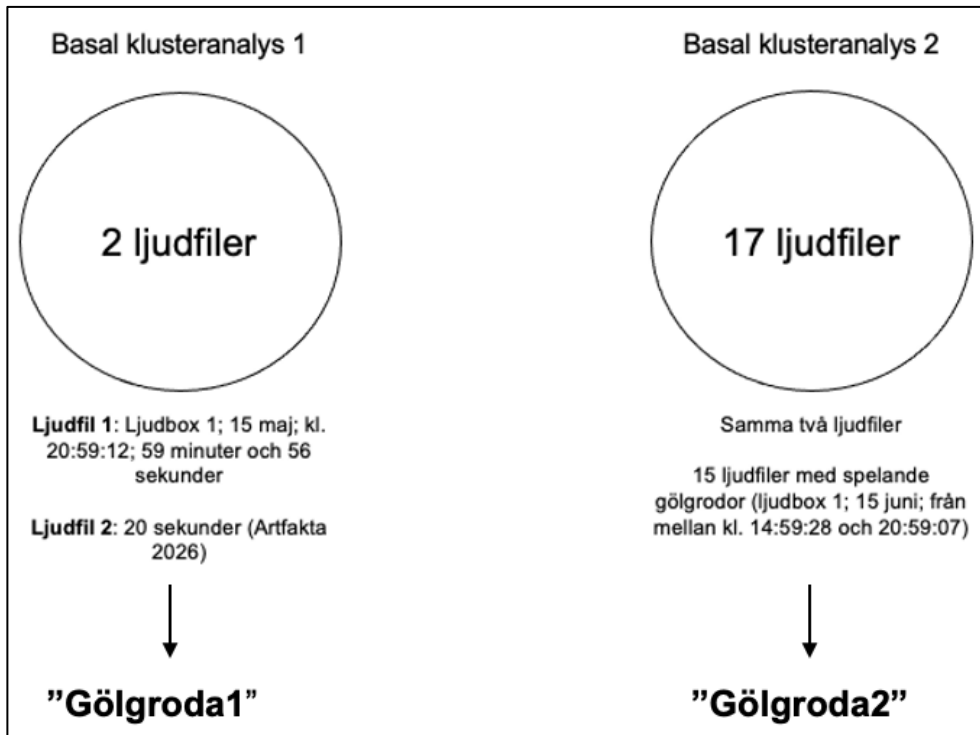 Basal klusteranalys 1
2 ljudfiler
Ljudfil 1: Ljudbox 1; 15 maj; kl.
20:59:12; 59 minuter och 56
sekunder
Ljudfil 2: 20 sekunder (Artfakta
2026)
”Gölgroda1”
Basal klusteranalys 2
17 ljudfiler
Samma två ljudfiler
15 ljudfiler med spelande
gölgrodor (ljudbox 1; 15 juni; från
mellan kl. 14:59:28 och 20:59:07)
”Gölgroda2”